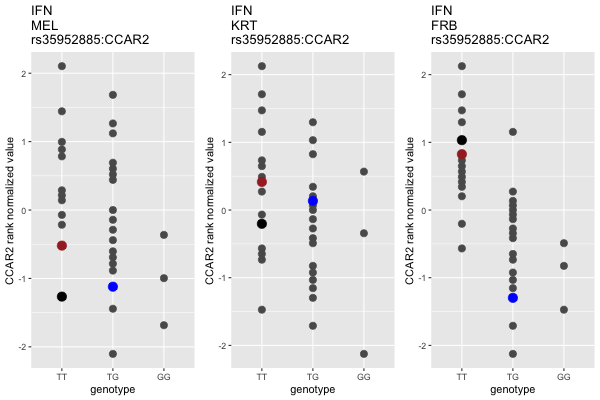 IFN
MEL
rs35952885:CCAR2
CCAR2 rank normalized value
2
1
0
-1
-2
TT
TG
GG
genotype
IFN
KRT
rs35952885:CCAR2
CCAR2 rank normalized value
2
1
0
-1
-2
TT
TG
GG
genotype
IFN
FRB
rs35952885:CCAR2
CCAR2 rank normalized value
2
1
0
-1
-2
TT
TG
GG
genotype